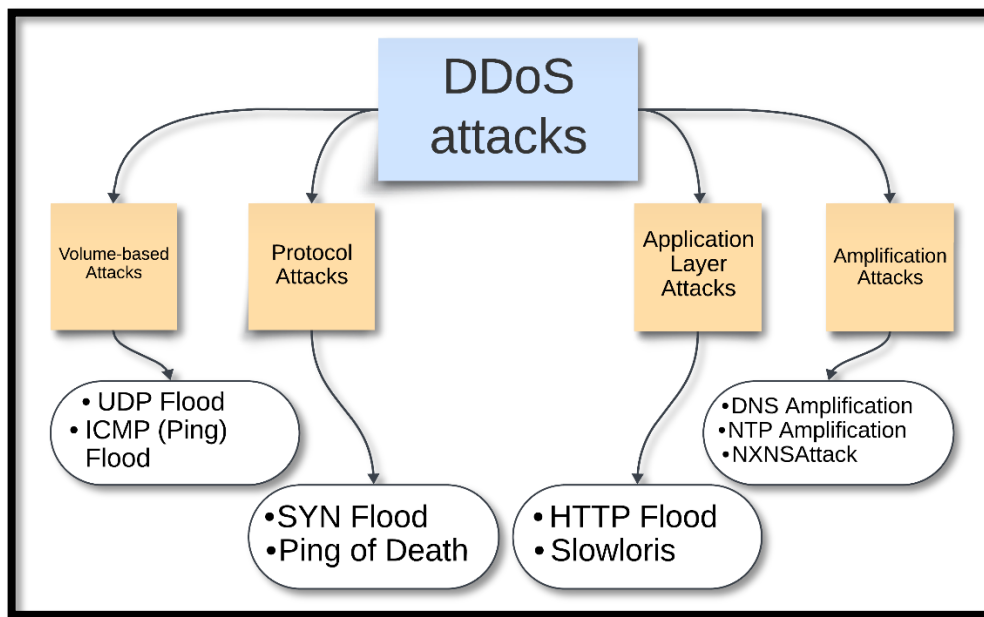 DDoS
attacks
Volume-based
Attacks
Protocol
Attacks
Application
Layer
Attacks
Amplification
Attacks
• UDP Flood
• ICMP (Ping)
Flood
•SYN Flood
•Ping of Death
•HTTP Flood
•Slowloris
•DNS Amplification
•NTP Amplification
•NXNSAttack